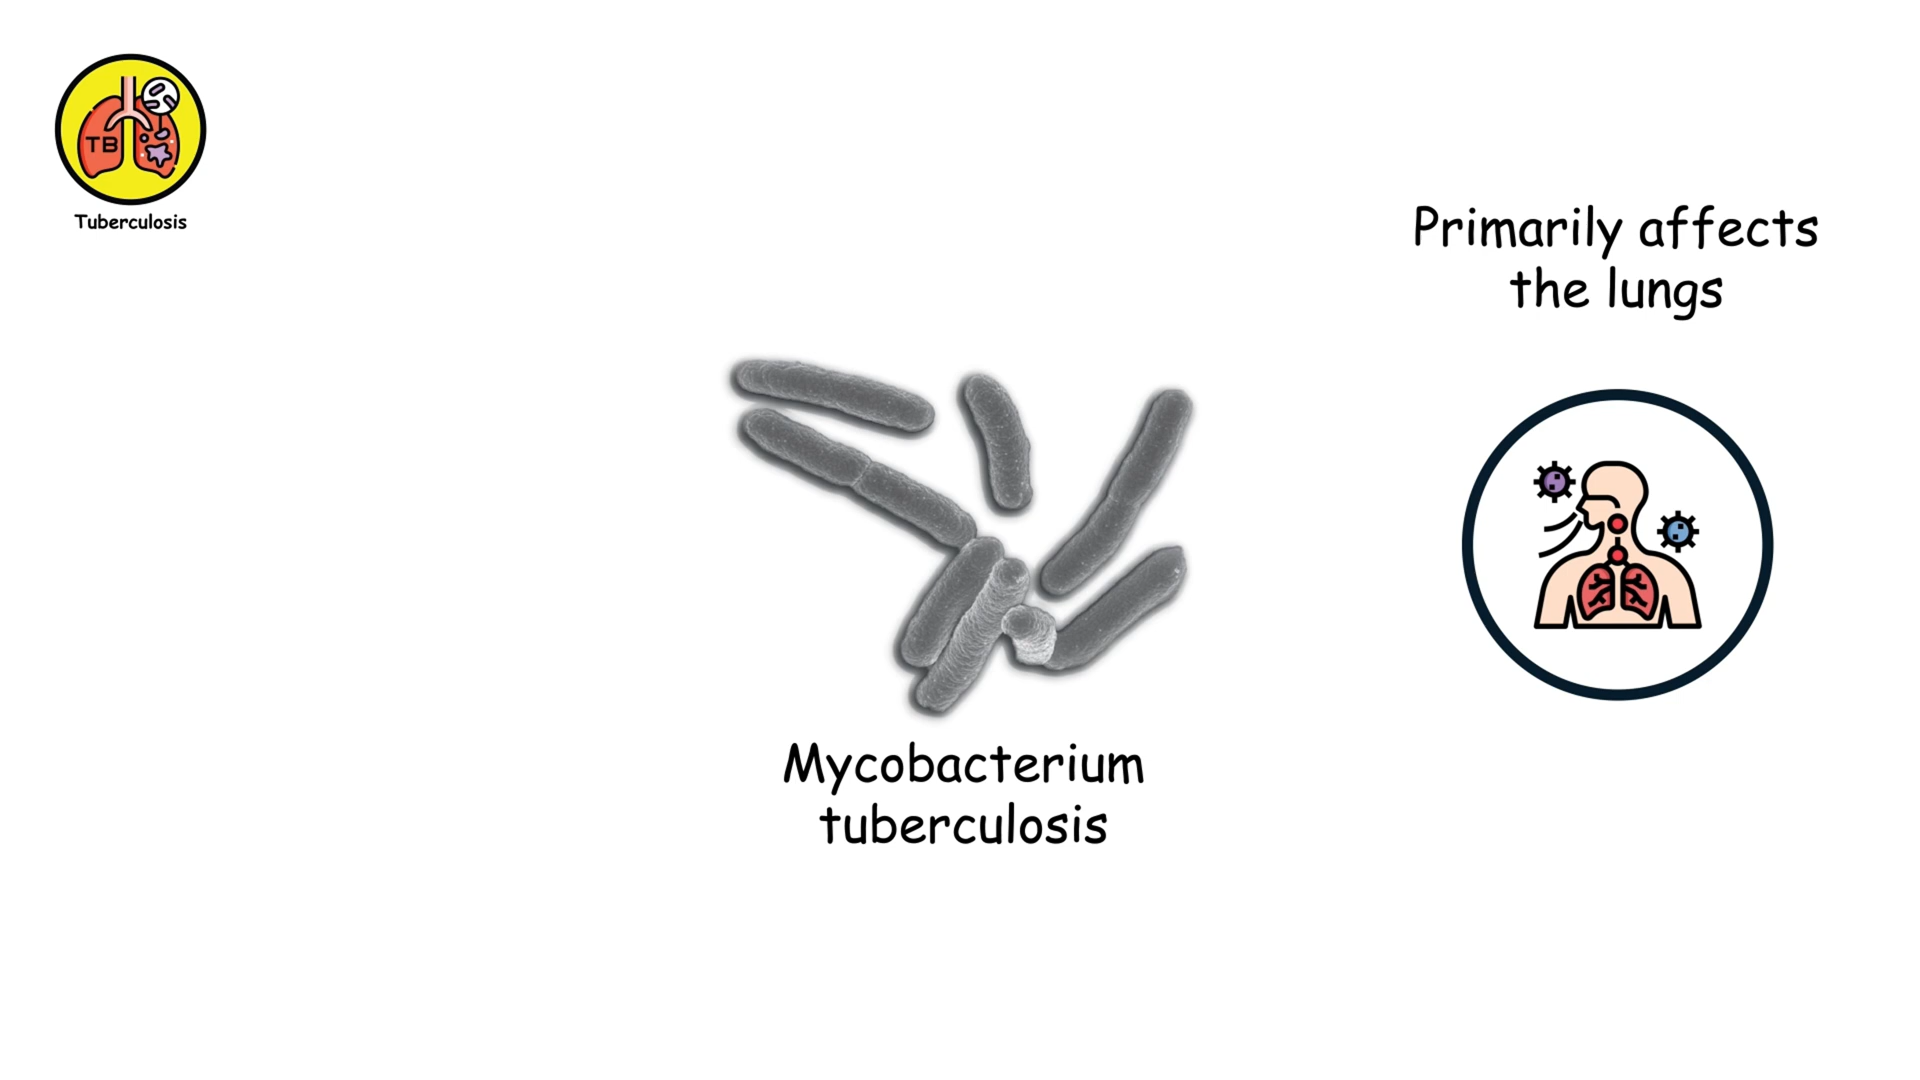 TB
Tuberculosis
Primarily affects
the lungs
Mycobacterium
tuberculosis